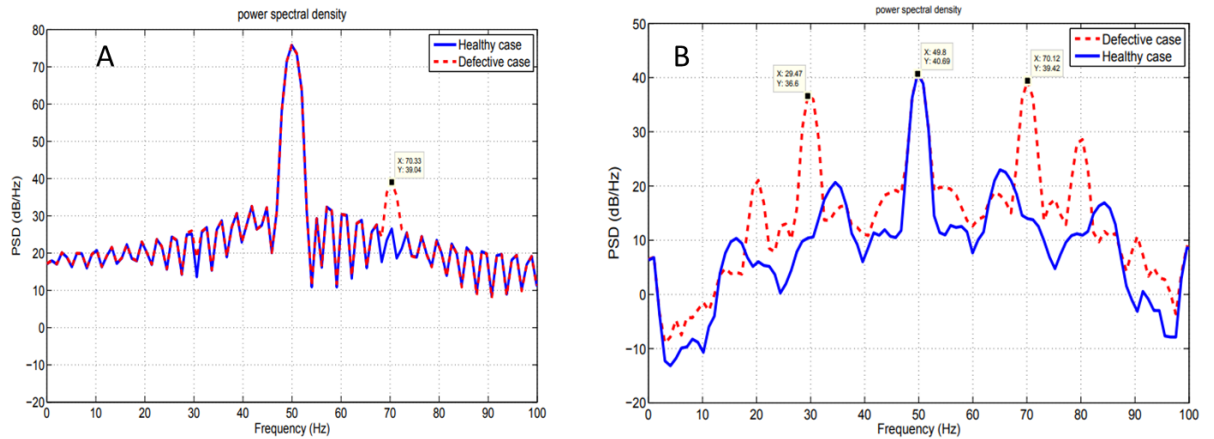 power spectral density
A
Healthy case
Defective case
X: 70.33
Y: 39.04
PSD (dB/Hz)
80
70
60
50
40
30
20
10
0
−10
−20
0 10 20 30 40 50 60 70 80 90 100
Frequency (Hz)
power spectral density
B
Defective case
Healthy case
X: 29.47
Y: 36.6
X: 49.8
Y: 40.69
X: 70.12
Y: 39.42
PSD (dB/Hz)
50
40
30
20
10
0
−10
−20
0 10 20 30 40 50 60 70 80 90 100
Frequency (Hz)